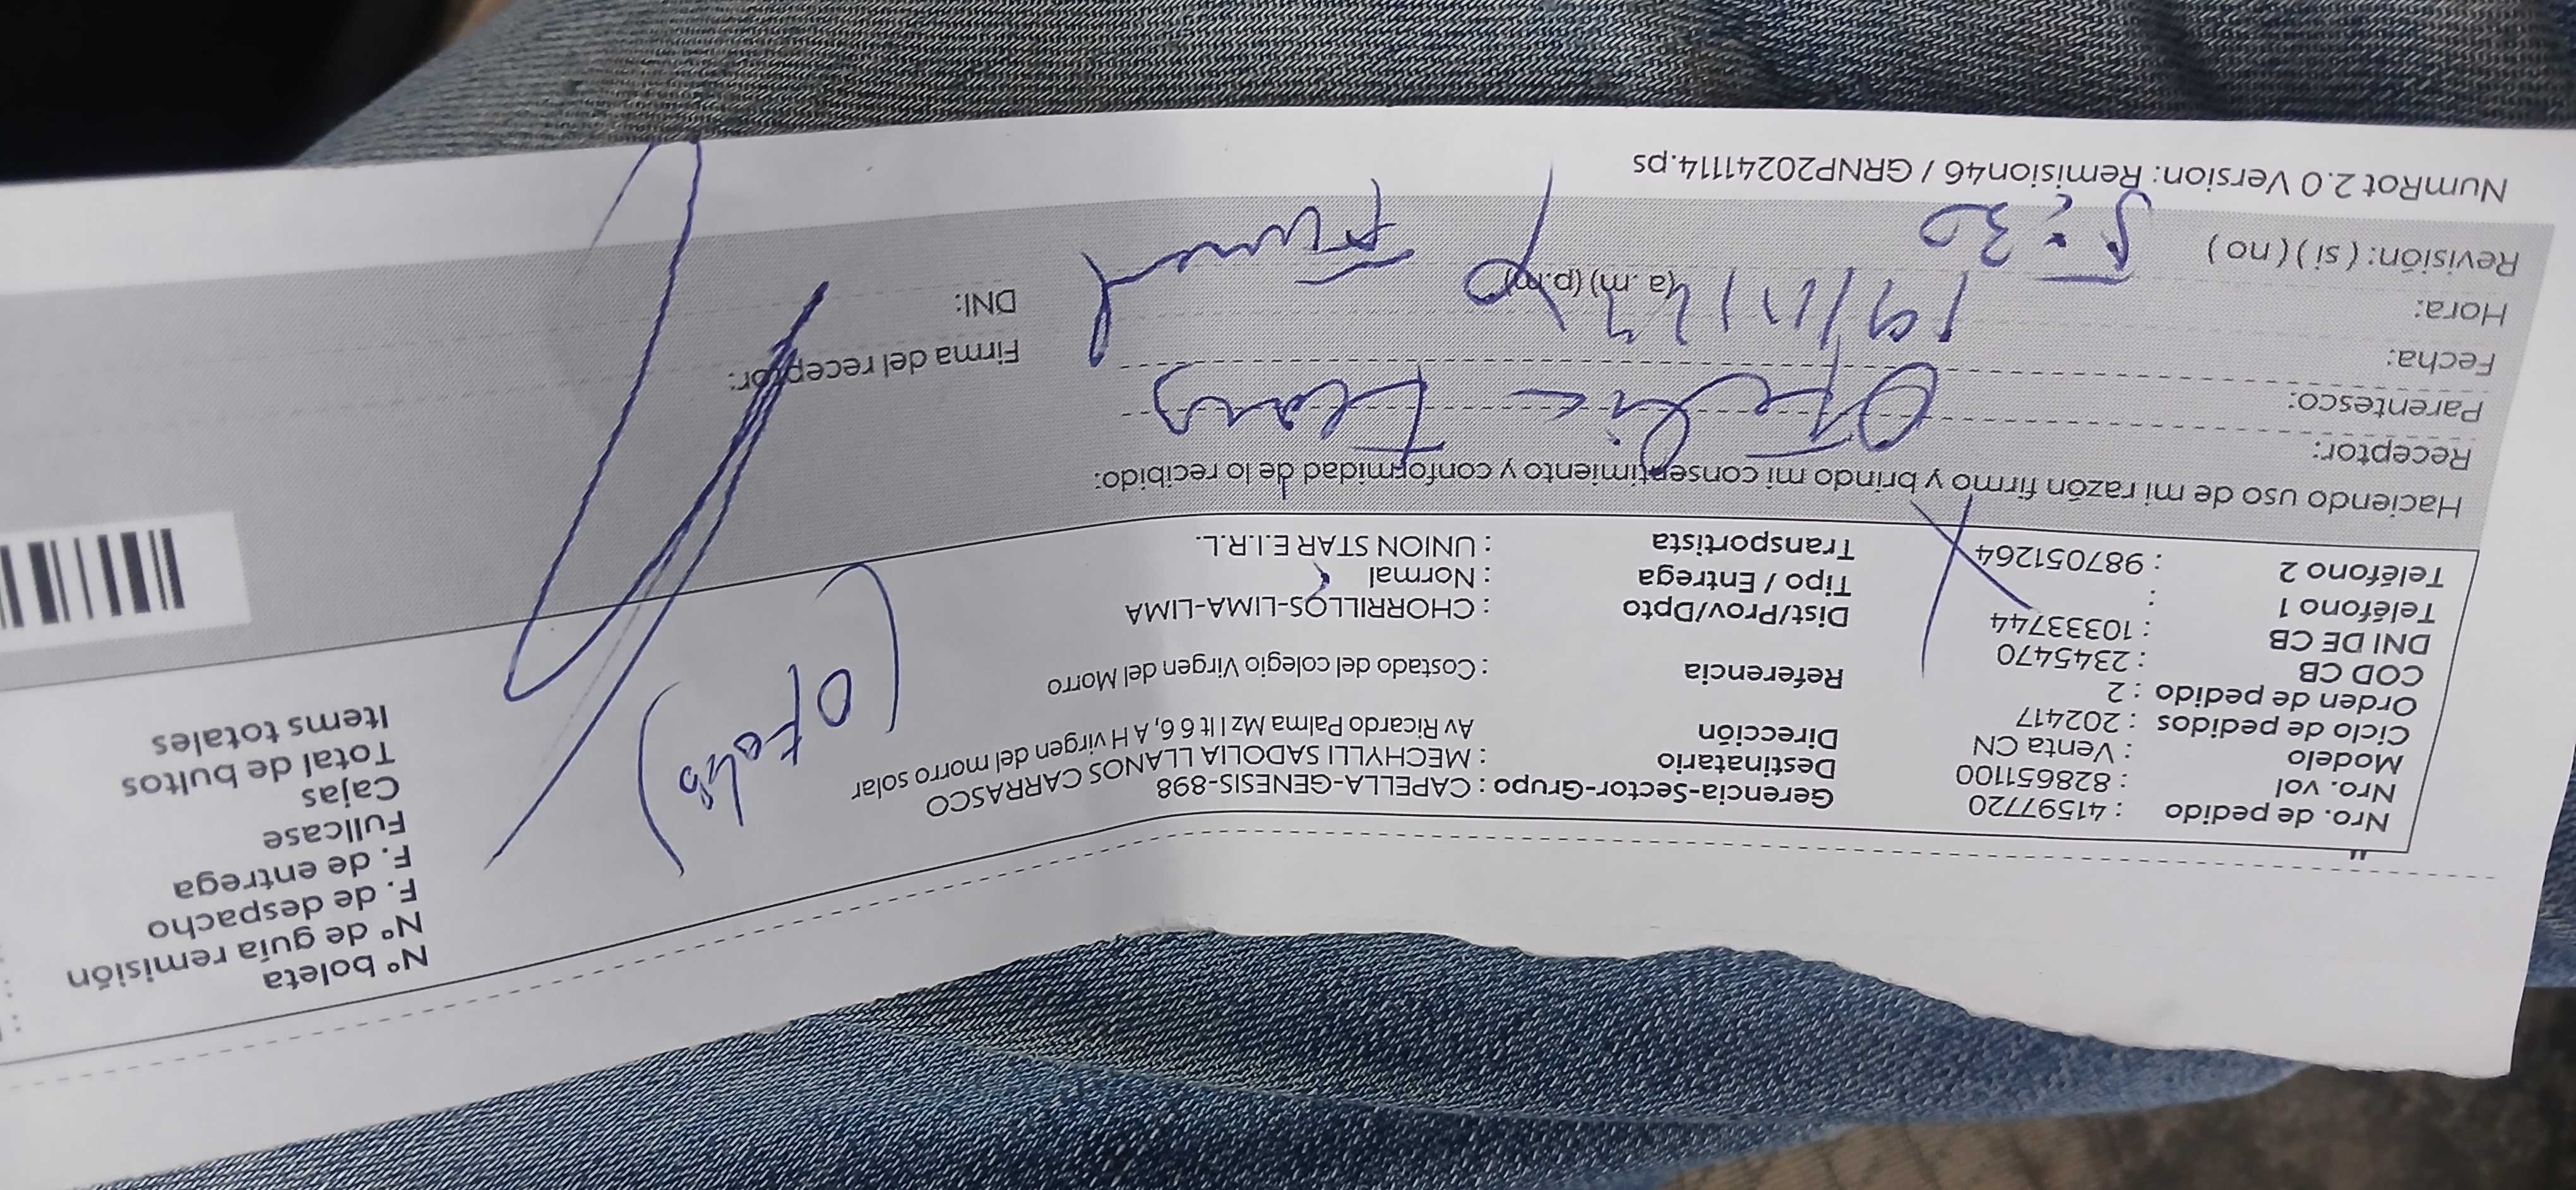 Nro. de pedido : 41597720
Nro. vol : 828651100
Modelo : Venta CN
Ciclo de pedidos : 202417
Orden de pedido : 2
COD CB : 2345470
DNI DE CB : 10333744
Teléfono 1 :
Teléfono 2 : 987051264
Gerencia-Sector-Grupo : CAPELLA-GENESIS-898
Destinatario : MECHYLLI SADOLIA LLANOS CARRASCO
Dirección Av Ricardo Palma Mz I lt 6 6, A H virgen del morro solar
Referencia : Costado del colegio Virgen del Morro
Dist/Prov/Dpto : CHORRILLOS-LIMA-LIMA
Tipo / Entrega : Normal
Transportista : UNION STAR E.I.R.L.
N° boleta
N° de guía remisión
F. de despacho
F. de entrega
Fullcase
Cajas
Total de bultos
Items totales
Haciendo uso de mi razón firmo y brindo mi consentimiento y conformidad de lo recibido:
Receptor:
Parentesco:
Fecha:
Hora: (a.m) (p.m)
Revisión: ( si ) ( no )
Firma del receptor:
DNI:
NumRot 2.0 Version: Remision46 / GRNP20241114.ps